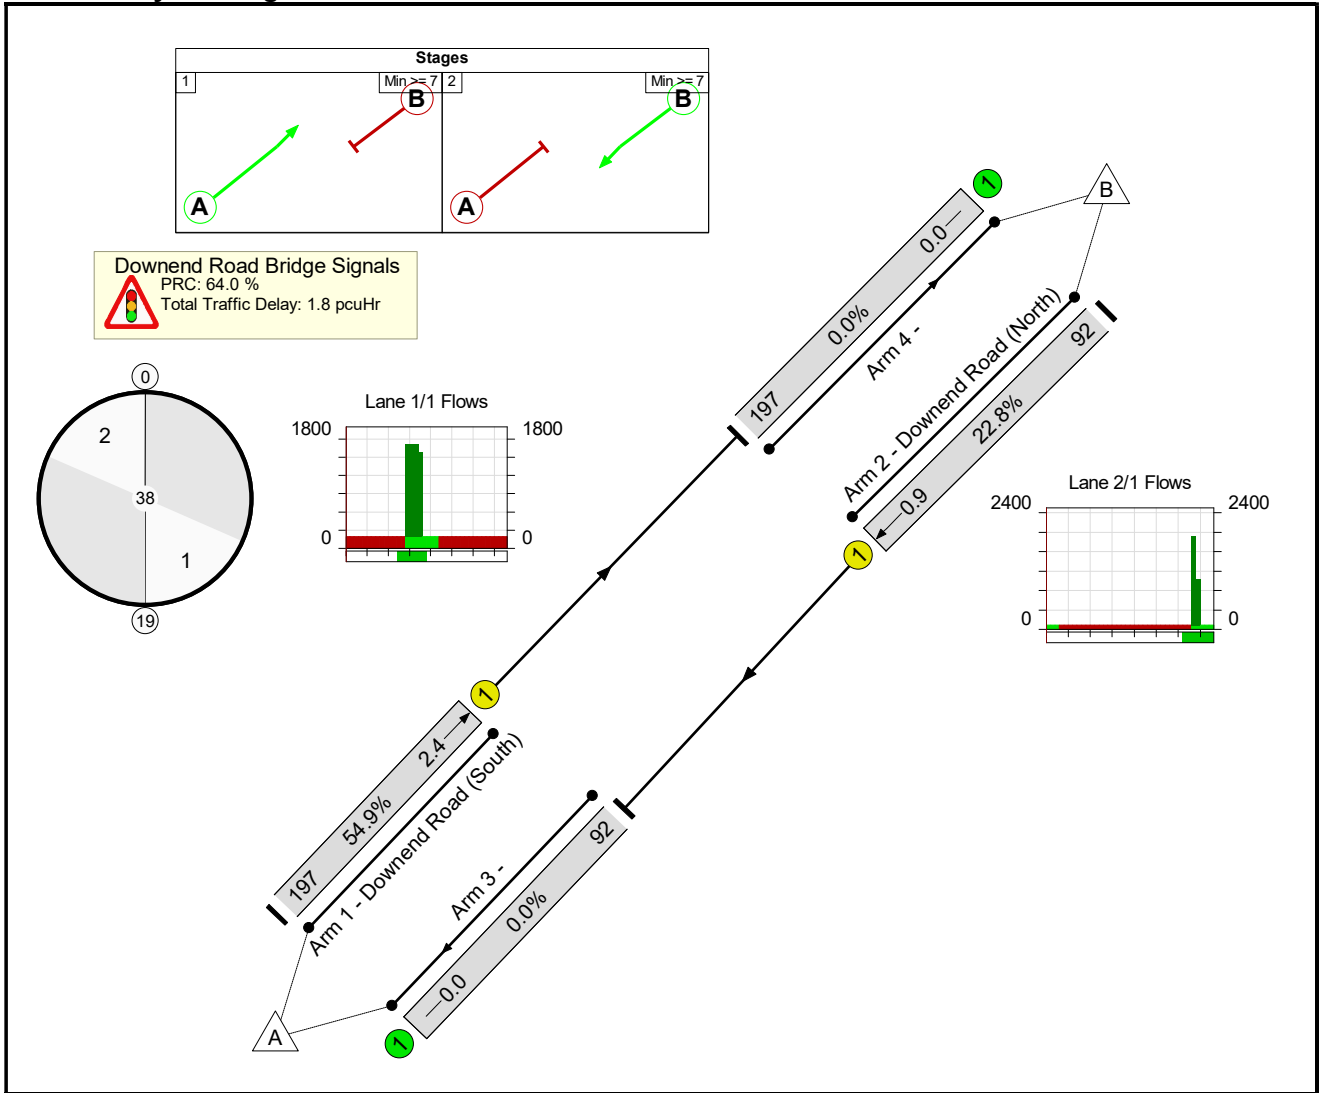 Stages
1
Min >= 7
2
Min >= 7
B
B
A
A
Downend Road Bridge Signals
PRC: 64.0 %
Total Traffic Delay: 1.8 pcuHr
0
2
38
1
19
Lane 1/1 Flows
1800
1800
0
0
1
B
0.0
0.0%
197
Arm 4 -
Arm 2 - Downend Road (North)
92
22.8%
0.9
1
Lane 2/1 Flows
2400
2400
0
0
1
2.4
54.9%
197
Arm 1 - Downend Road (South)
Arm 3 -
92
0.0%
0.0
1
A